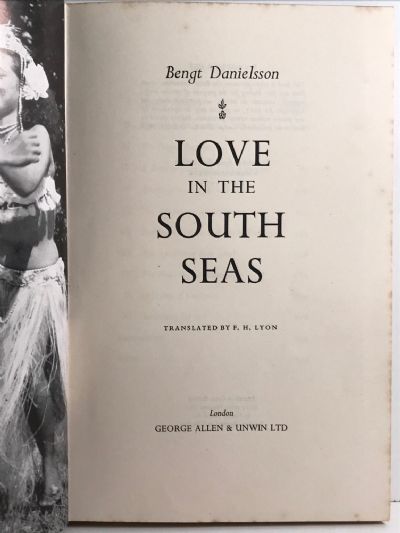 Bengt Danielsson
LOVE
IN THE
SOUTH
SEAS
TRANSLATED BY F. H. LYON
London
GEORGE ALLEN & UNWIN LTD